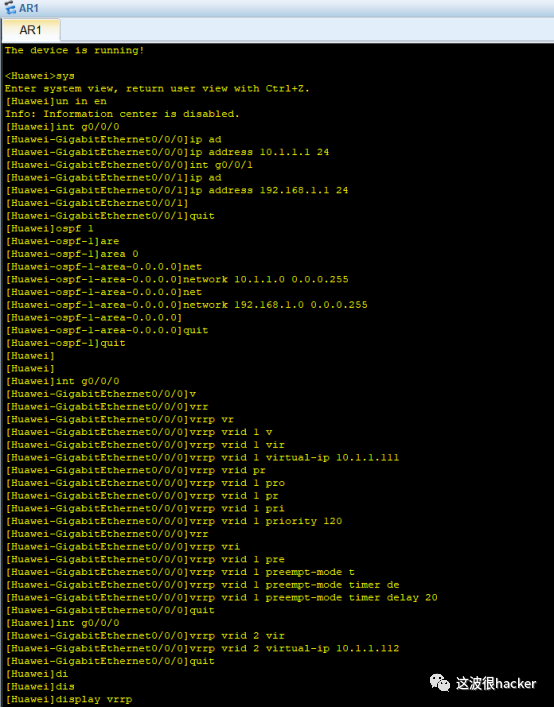 AR1
AR1
The device is running!
<Huawei>sys
Enter system view, return user view with Ctrl+Z.
[Huawei]un in en
Info: Information center is disabled.
[Huawei]int g0/0/0
[Huawei-GigabitEthernet0/0/0]ip ad
[Huawei-GigabitEthernet0/0/0]ip address 10.1.1.1 24
[Huawei-GigabitEthernet0/0/0]int g0/0/1
[Huawei-GigabitEthernet0/0/1]ip ad
[Huawei-GigabitEthernet0/0/1]ip address 192.168.1.1 24
[Huawei-GigabitEthernet0/0/1]
[Huawei-GigabitEthernet0/0/1]quit
[Huawei]ospf 1
[Huawei-ospf-1]are
[Huawei-ospf-1]area 0
[Huawei-ospf-1-area-0.0.0.0]net
[Huawei-ospf-1-area-0.0.0.0]network 10.1.1.0 0.0.0.255
[Huawei-ospf-1-area-0.0.0.0]net
[Huawei-ospf-1-area-0.0.0.0]network 192.168.1.0 0.0.0.255
[Huawei-ospf-1-area-0.0.0.0]
[Huawei-ospf-1-area-0.0.0.0]quit
[Huawei-ospf-1]quit
[Huawei]
[Huawei]
[Huawei]int g0/0/0
[Huawei-GigabitEthernet0/0/0]v
[Huawei-GigabitEthernet0/0/0]vrr
[Huawei-GigabitEthernet0/0/0]vrrp vr
[Huawei-GigabitEthernet0/0/0]vrrp vrid 1 v
[Huawei-GigabitEthernet0/0/0]vrrp vrid 1 vir
[Huawei-GigabitEthernet0/0/0]vrrp vrid 1 virtual-ip 10.1.1.111
[Huawei-GigabitEthernet0/0/0]vrrp vrid pr
[Huawei-GigabitEthernet0/0/0]vrrp vrid 1 pro
[Huawei-GigabitEthernet0/0/0]vrrp vrid 1 pr
[Huawei-GigabitEthernet0/0/0]vrrp vrid 1 pri
[Huawei-GigabitEthernet0/0/0]vrrp vrid 1 priority 120
[Huawei-GigabitEthernet0/0/0]vrr
[Huawei-GigabitEthernet0/0/0]vrrp vri
[Huawei-GigabitEthernet0/0/0]vrrp vrid 1 pre
[Huawei-GigabitEthernet0/0/0]vrrp vrid 1 preempt-mode t
[Huawei-GigabitEthernet0/0/0]vrrp vrid 1 preempt-mode timer de
[Huawei-GigabitEthernet0/0/0]vrrp vrid 1 preempt-mode timer delay 20
[Huawei-GigabitEthernet0/0/0]quit
[Huawei]int g0/0/0
[Huawei-GigabitEthernet0/0/0]vrrp vrid 2 vir
[Huawei-GigabitEthernet0/0/0]vrrp vrid 2 virtual-ip 10.1.1.112
[Huawei-GigabitEthernet0/0/0]quit
[Huawei]di
[Huawei]dis
[Huawei]display vrrp
这波很hacker